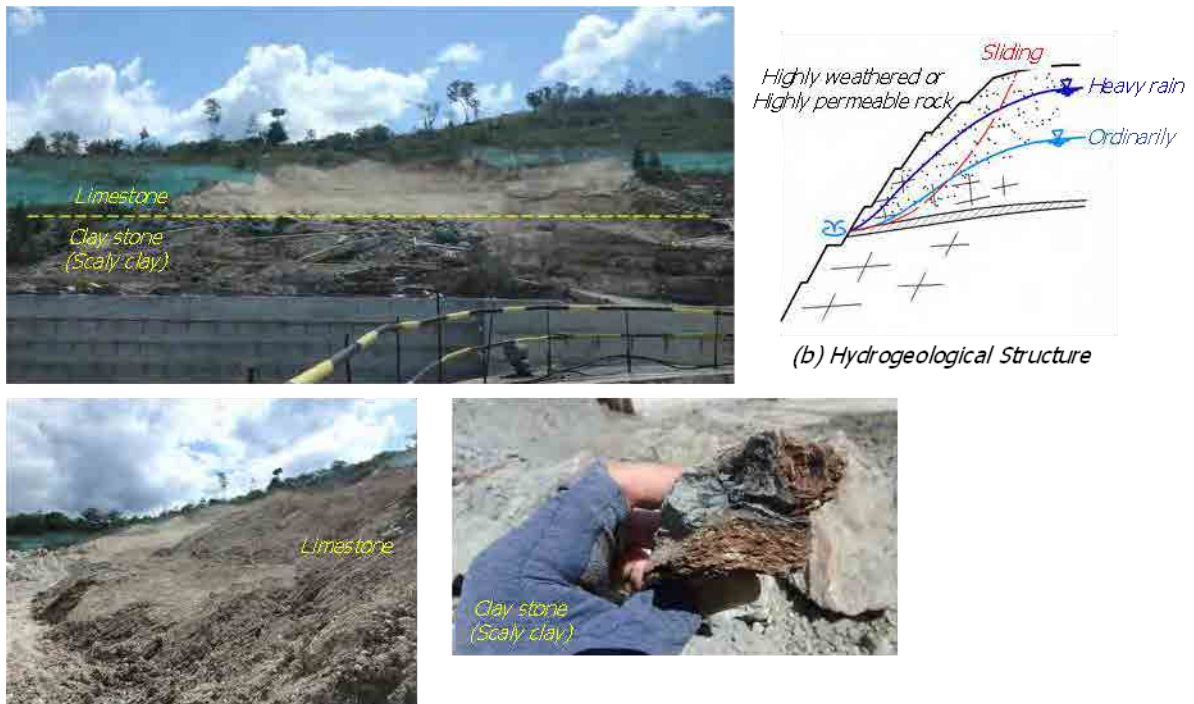 Limestone
Clay stone
(Scaly clay)
Sliding
Highly weathered or
Highly permeable rock
Heavy rain
Ordinarily
(b) Hydrogeological Structure
Limestone
Clay stone
(Scaly clay)